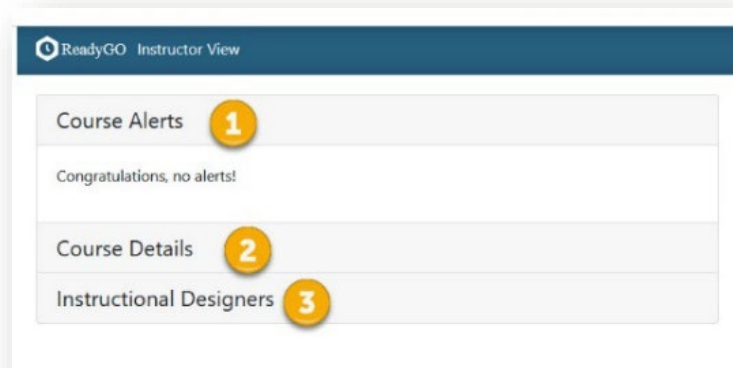 ReadyGO Instructor View
Course Alerts 1
Congratulations, no alerts!
Course Details 2
Instructional Designers 3